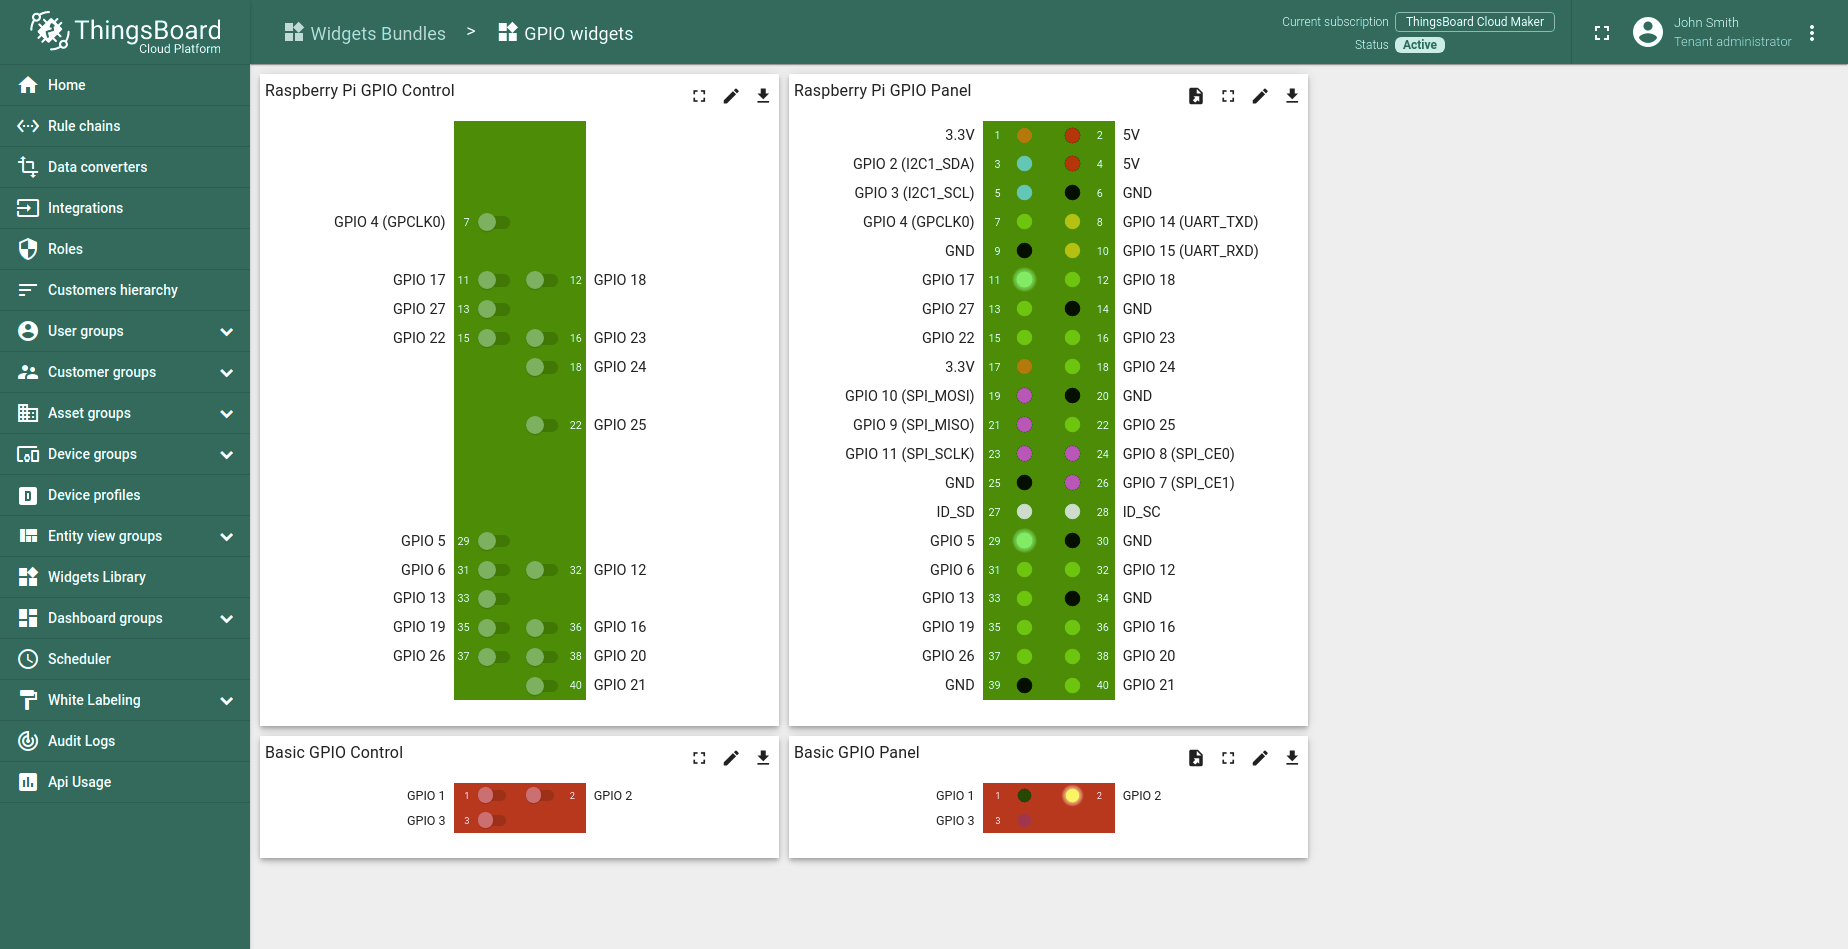 ThingsBoard
Cloud Platform
Widgets Bundles > GPIO widgets
Current subscription ThingsBoard Cloud Maker
Status Active
John Smith
Tenant administrator
Home
Rule chains
Data converters
Integrations
Roles
Customers hierarchy
User groups
Customer groups
Asset groups
Device groups
Device profiles
Entity view groups
Widgets Library
Dashboard groups
Scheduler
White Labeling
Audit Logs
Api Usage
Raspberry Pi GPIO Control
GPIO 4 (GPCLK0) 7
GPIO 17 11 12 GPIO 18
GPIO 27 13
GPIO 22 15 16 GPIO 23
18 GPIO 24
22 GPIO 25
GPIO 5 29
GPIO 6 31 32 GPIO 12
GPIO 13 33
GPIO 19 35 36 GPIO 16
GPIO 26 37 38 GPIO 20
40 GPIO 21
Raspberry Pi GPIO Panel
3.3V 1 2 5V
GPIO 2 (I2C1_SDA) 3 4 5V
GPIO 3 (I2C1_SCL) 5 6 GND
GPIO 4 (GPCLK0) 7 8 GPIO 14 (UART_TXD)
GND 9 10 GPIO 15 (UART_RXD)
GPIO 17 11 12 GPIO 18
GPIO 27 13 14 GND
GPIO 22 15 16 GPIO 23
3.3V 17 18 GPIO 24
GPIO 10 (SPI_MOSI) 19 20 GND
GPIO 9 (SPI_MISO) 21 22 GPIO 25
GPIO 11 (SPI_SCLK) 23 24 GPIO 8 (SPI_CE0)
GND 25 26 GPIO 7 (SPI_CE1)
ID_SD 27 28 ID_SC
GPIO 5 29 30 GND
GPIO 6 31 32 GPIO 12
GPIO 13 33 34 GND
GPIO 19 35 36 GPIO 16
GPIO 26 37 38 GPIO 20
GND 39 40 GPIO 21
Basic GPIO Control
GPIO 1 1 2 GPIO 2
GPIO 3 3
Basic GPIO Panel
GPIO 1 1 2 GPIO 2
GPIO 3 3